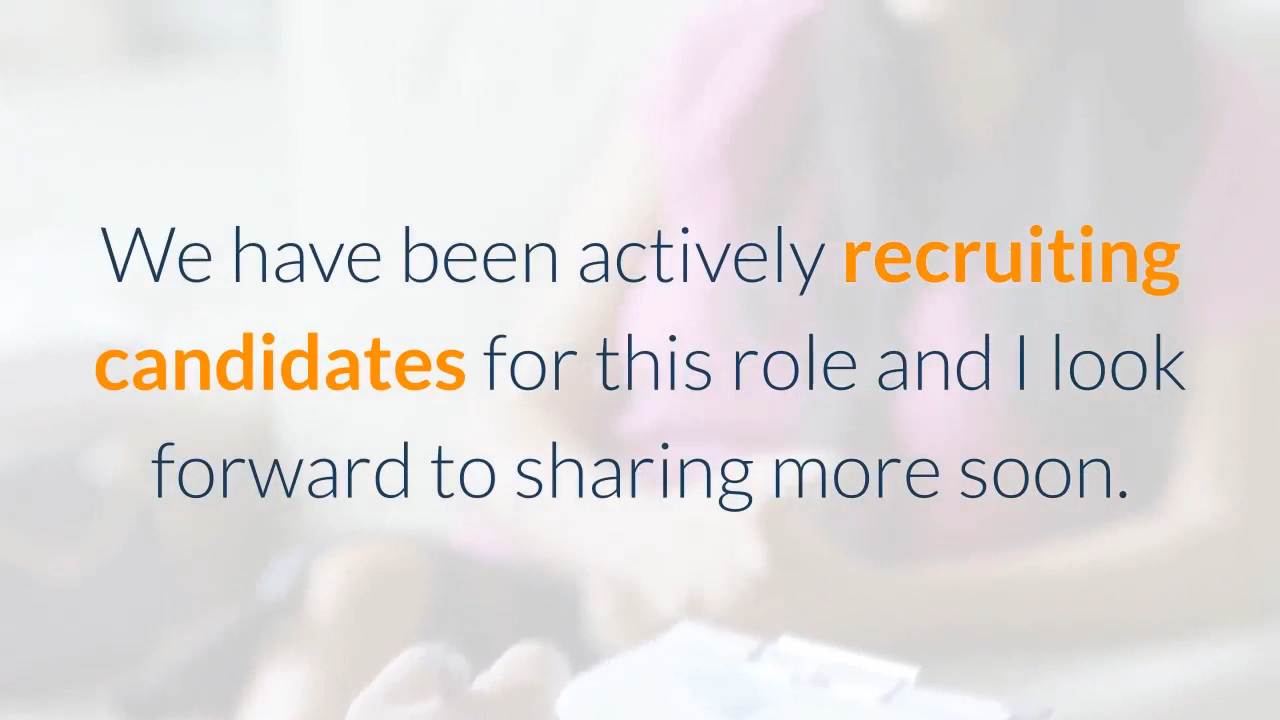 We have been actively recruiting
candidates for this role and I look
forward to sharing more soon.